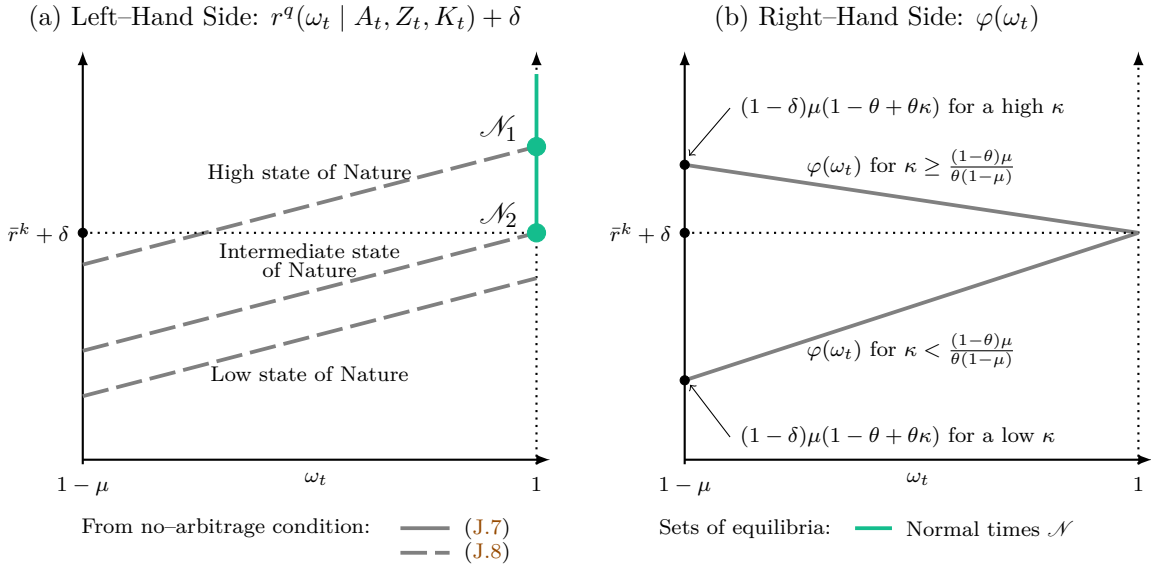 (a) Left–Hand Side: r^q(ω_t | A_t, Z_t, K_t) + δ
𝒩_1
High state of Nature
𝒩_2
r̄^k + δ
Intermediate state
of Nature
Low state of Nature
1 − μ
ω_t
1
(b) Right–Hand Side: φ(ω_t)
(1−δ)μ(1 − θ + θκ) for a high κ
φ(ω_t) for κ ≥ (1−θ)μ / θ(1−μ)
r̄^k + δ
φ(ω_t) for κ < (1−θ)μ / θ(1−μ)
(1 − δ)μ(1 − θ + θκ) for a low κ
1 − μ
ω_t
1
From no–arbitrage condition:
(J.7)
(J.8)
Sets of equilibria:
Normal times 𝒩